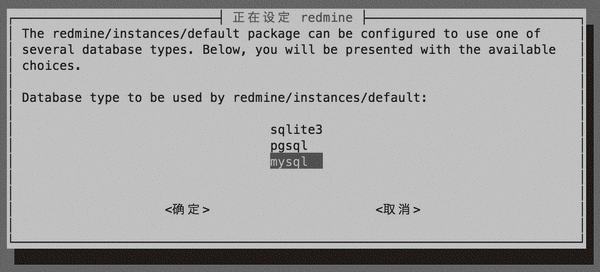 正在设定 redmine
The redmine/instances/default package can be configured to use one of
several database types. Below, you will be presented with the available
choices.
Database type to be used by redmine/instances/default:
sqlite3
pgsql
mysql
<确定>
<取消>